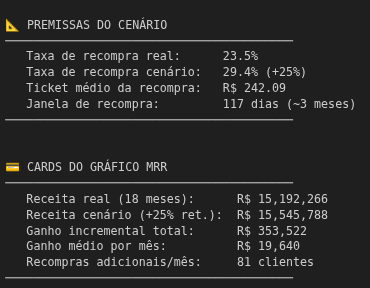 📐 PREMISSAS DO CENÁRIO
Taxa de recompra real: 23.5%
Taxa de recompra cenário: 29.4% (+25%)
Ticket médio da recompra: R$ 242.09
Janela de recompra: 117 dias (~3 meses)
💳 CARDS DO GRÁFICO MRR
Receita real (18 meses): R$ 15,192,266
Receita cenário (+25% ret.): R$ 15,545,788
Ganho incremental total: R$ 353,522
Ganho médio por mês: R$ 19,640
Recompras adicionais/mês: 81 clientes